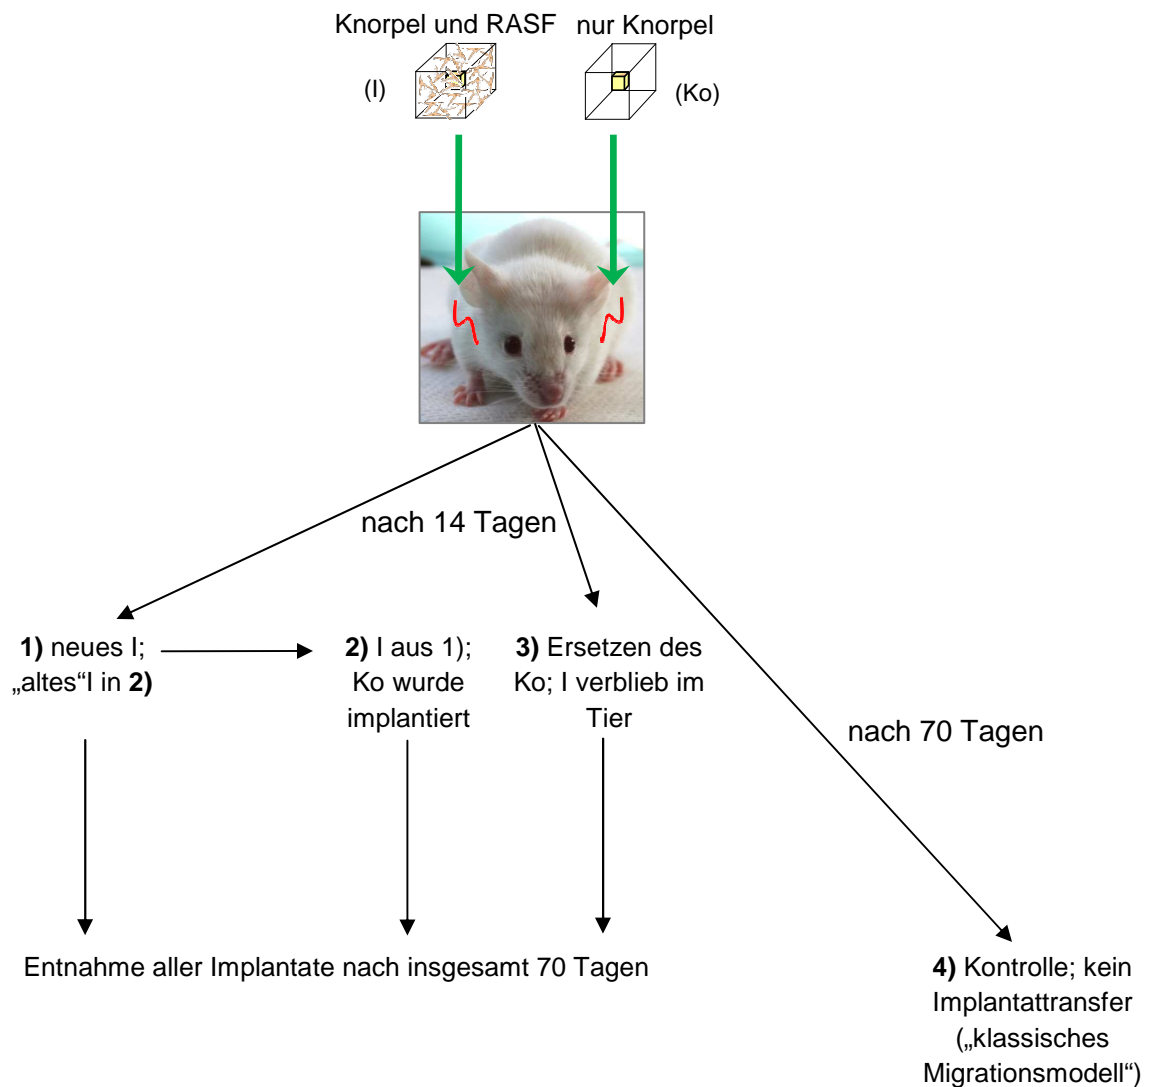 Knorpel und RASF
nur Knorpel
(I)
(Ko)
nach 14 Tagen
1) neues I;
„altes“I in 2)
2) I aus 1);
Ko wurde
implantiert
3) Ersetzen des
Ko; I verblieb im
Tier
nach 70 Tagen
Entnahme aller Implantate nach insgesamt 70 Tagen
4) Kontrolle; kein
Implantattransfer
(„klassisches
Migrationsmodell“)